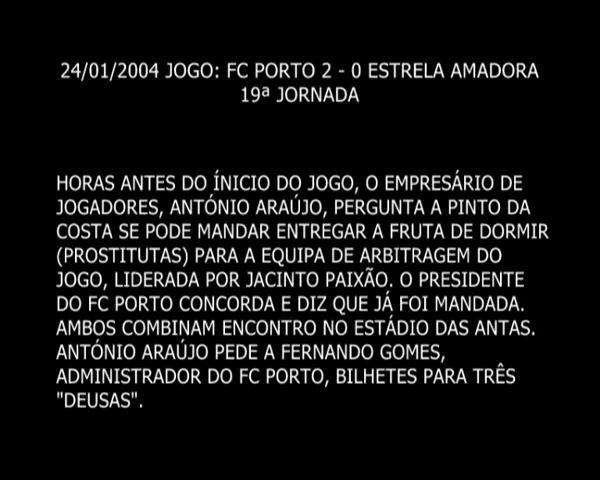 24/01/2004 JOGO: FC PORTO 2 - 0 ESTRELA AMADORA
19ª JORNADA
HORAS ANTES DO ÍNICIO DO JOGO, O EMPRESÁRIO DE
JOGADORES, ANTÓNIO ARAÚJO, PERGUNTA A PINTO DA
COSTA SE PODE MANDAR ENTREGAR A FRUTA DE DORMIR
(PROSTITUTAS) PARA A EQUIPA DE ARBITRAGEM DO
JOGO, LIDERADA POR JACINTO PAIXÃO. O PRESIDENTE
DO FC PORTO CONCORDA E DIZ QUE JÁ FOI MANDADA.
AMBOS COMBINAM ENCONTRO NO ESTÁDIO DAS ANTAS.
ANTÓNIO ARAÚJO PEDE A FERNANDO GOMES,
ADMINISTRADOR DO FC PORTO, BILHETES PARA TRÊS
"DEUSAS".